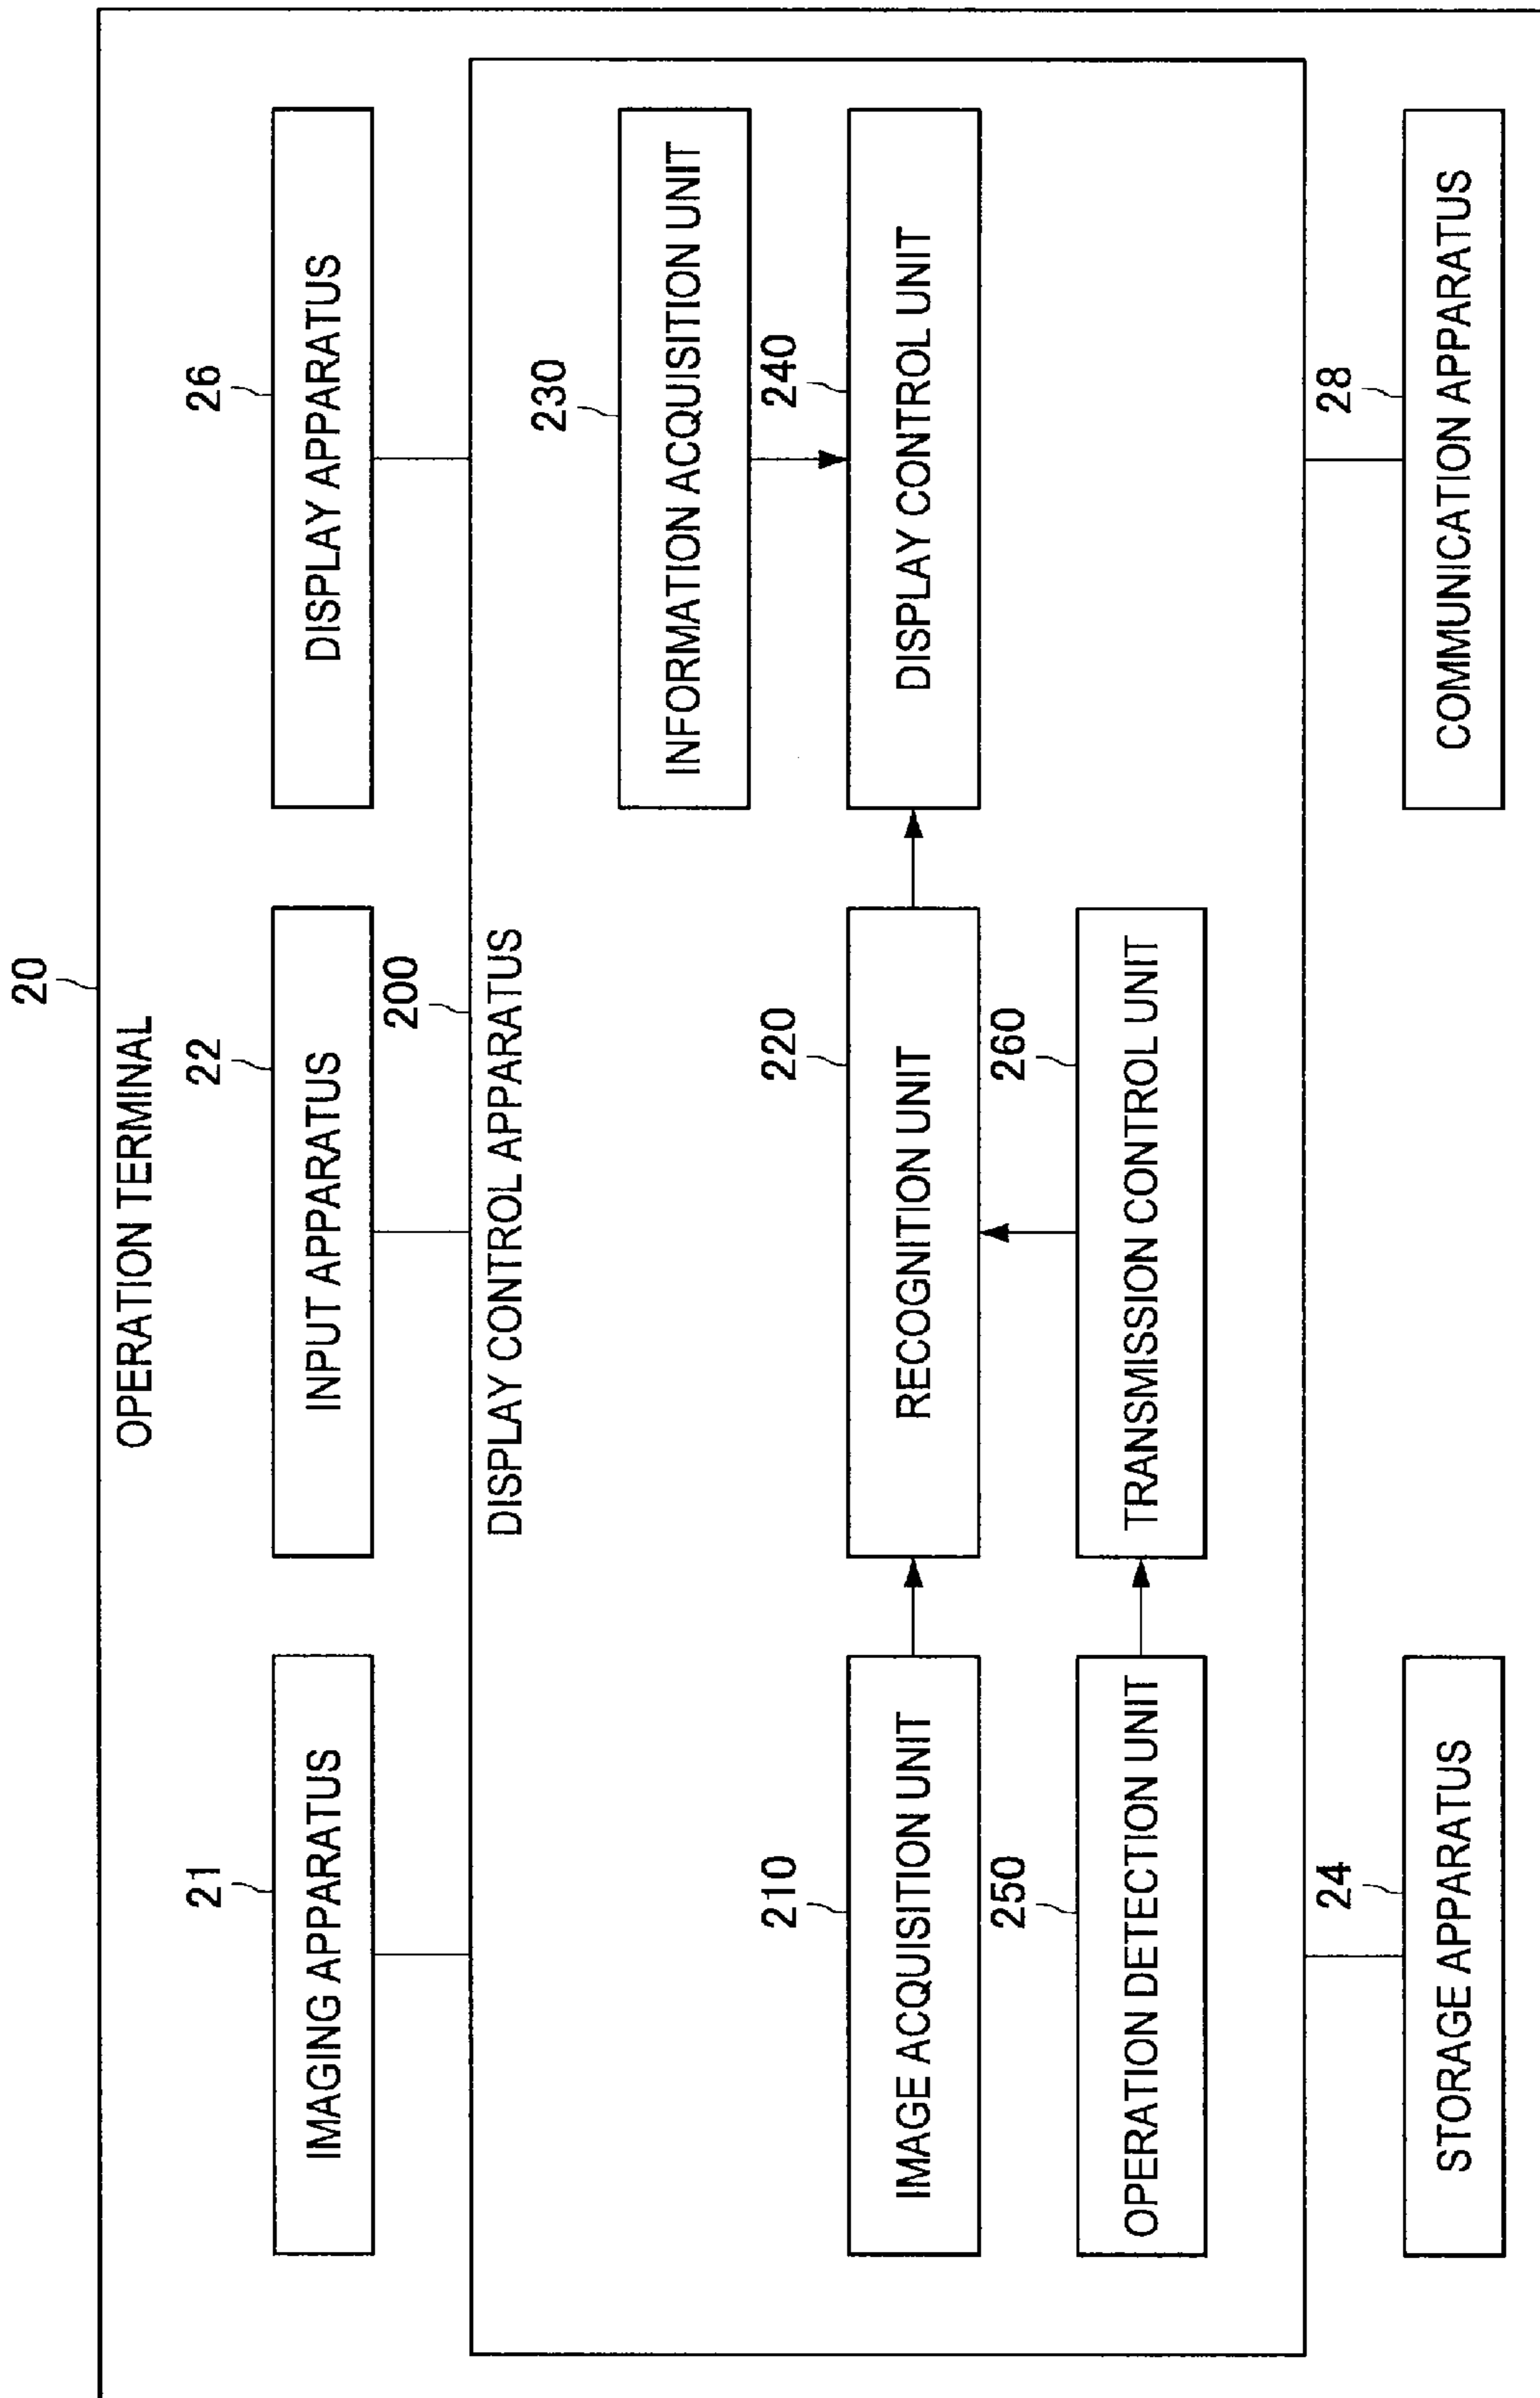 20
OPERATION TERMINAL
21
22
26
IMAGING APPARATUS
INPUT APPARATUS
DISPLAY APPARATUS
200
DISPLAY CONTROL APPARATUS
230
INFORMATION ACQUISITION UNIT
210
220
240
IMAGE ACQUISITION UNIT
RECOGNITION UNIT
DISPLAY CONTROL UNIT
250
260
OPERATION DETECTION UNIT
TRANSMISSION CONTROL UNIT
24
28
STORAGE APPARATUS
COMMUNICATION APPARATUS